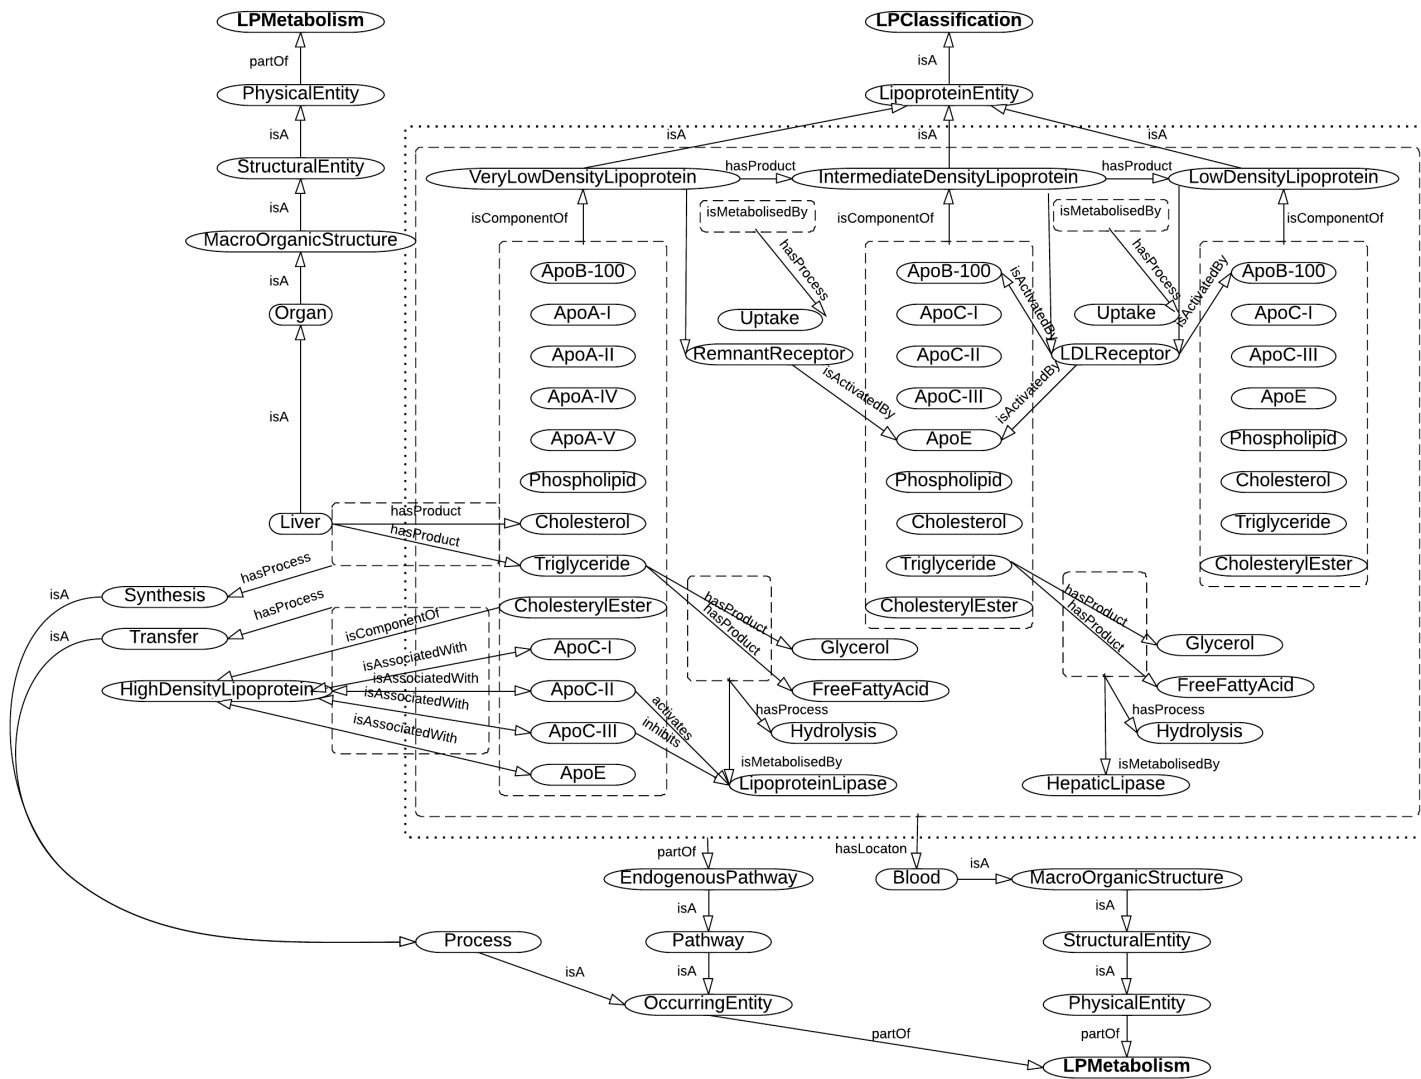 LPMetabolism
LPClassification
partOf
isA
PhysicalEntity
LipoproteinEntity
isA
isA
isA
isA
StructuralEntity
hasProduct
hasProduct
VeryLowDensityLipoprotein
IntermediateDensityLipoprotein
LowDensityLipoprotein
isA
isComponentOf
isMetabolisedBy
isComponentOf
isMetabolisedBy
isComponentOf
MacroOrganicStructure
hasProcess
hasProcess
isA
ApoB-100
ApoB-100
isActivatedBy
isActivatedBy
ApoB-100
Organ
ApoA-I
Uptake
ApoC-I
Uptake
ApoC-I
ApoA-II
RemnantReceptor
ApoC-II
LDLReceptor
ApoC-III
isActivatedBy
isActivatedBy
ApoA-IV
ApoC-III
ApoE
isA
ApoA-V
ApoE
Phospholipid
Phospholipid
Phospholipid
Cholesterol
Liver
hasProduct
Cholesterol
Cholesterol
Triglyceride
hasProduct
hasProcess
Triglyceride
Triglyceride
CholesterylEster
isA
Synthesis
hasProcess
CholesterylEster
hasProduct
hasProduct
CholesterylEster
hasProduct
hasProduct
isA
Transfer
isComponentOf
isAssociatedWith
ApoC-I
Glycerol
Glycerol
HighDensityLipoprotein
isAssociatedWith
isAssociatedWith
ApoC-II
FreeFattyAcid
FreeFattyAcid
activates
inhibits
hasProcess
hasProcess
isAssociatedWith
ApoC-III
Hydrolysis
Hydrolysis
isMetabolisedBy
isMetabolisedBy
ApoE
LipoproteinLipase
HepaticLipase
partOf
hasLocaton
isA
EndogenousPathway
Blood
MacroOrganicStructure
isA
isA
Process
Pathway
StructuralEntity
isA
isA
isA
OccurringEntity
PhysicalEntity
partOf
partOf
LPMetabolism